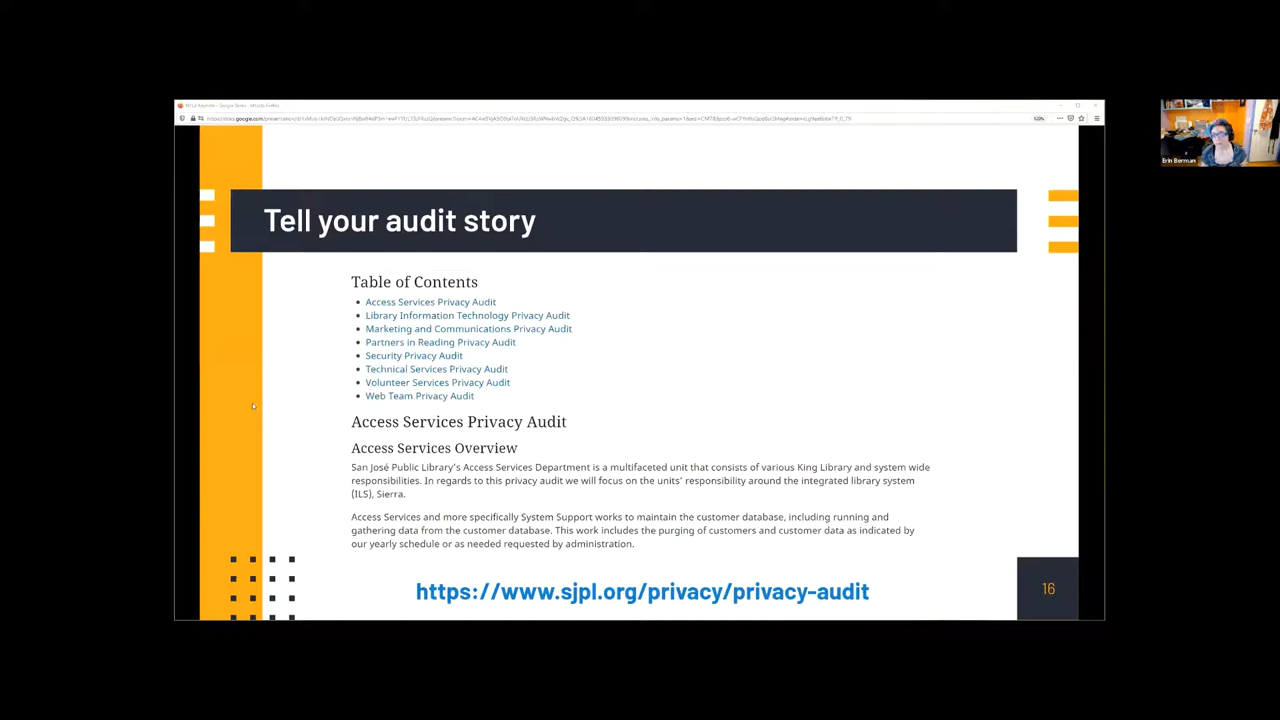 Tell your audit story
Table of Contents
Access Services Privacy Audit
Library Information Technology Privacy Audit
Marketing and Communications Privacy Audit
Partners in Reading Privacy Audit
Security Privacy Audit
Technical Services Privacy Audit
Volunteer Services Privacy Audit
Web Team Privacy Audit
Access Services Privacy Audit
Access Services Overview
San José Public Library's Access Services Department is a multifaceted unit that consists of various King Library and system wide
responsibilities. In regards to this privacy audit we will focus on the units' responsibility around the integrated library system
(ILS), Sierra.
Access Services and more specifically System Support works to maintain the customer database, including running and
gathering data from the customer database. This work includes the purging of customers and customer data as indicated by
our yearly schedule or as needed requested by administration.
https://www.sjpl.org/privacy/privacy-audit
16
Erin Berman